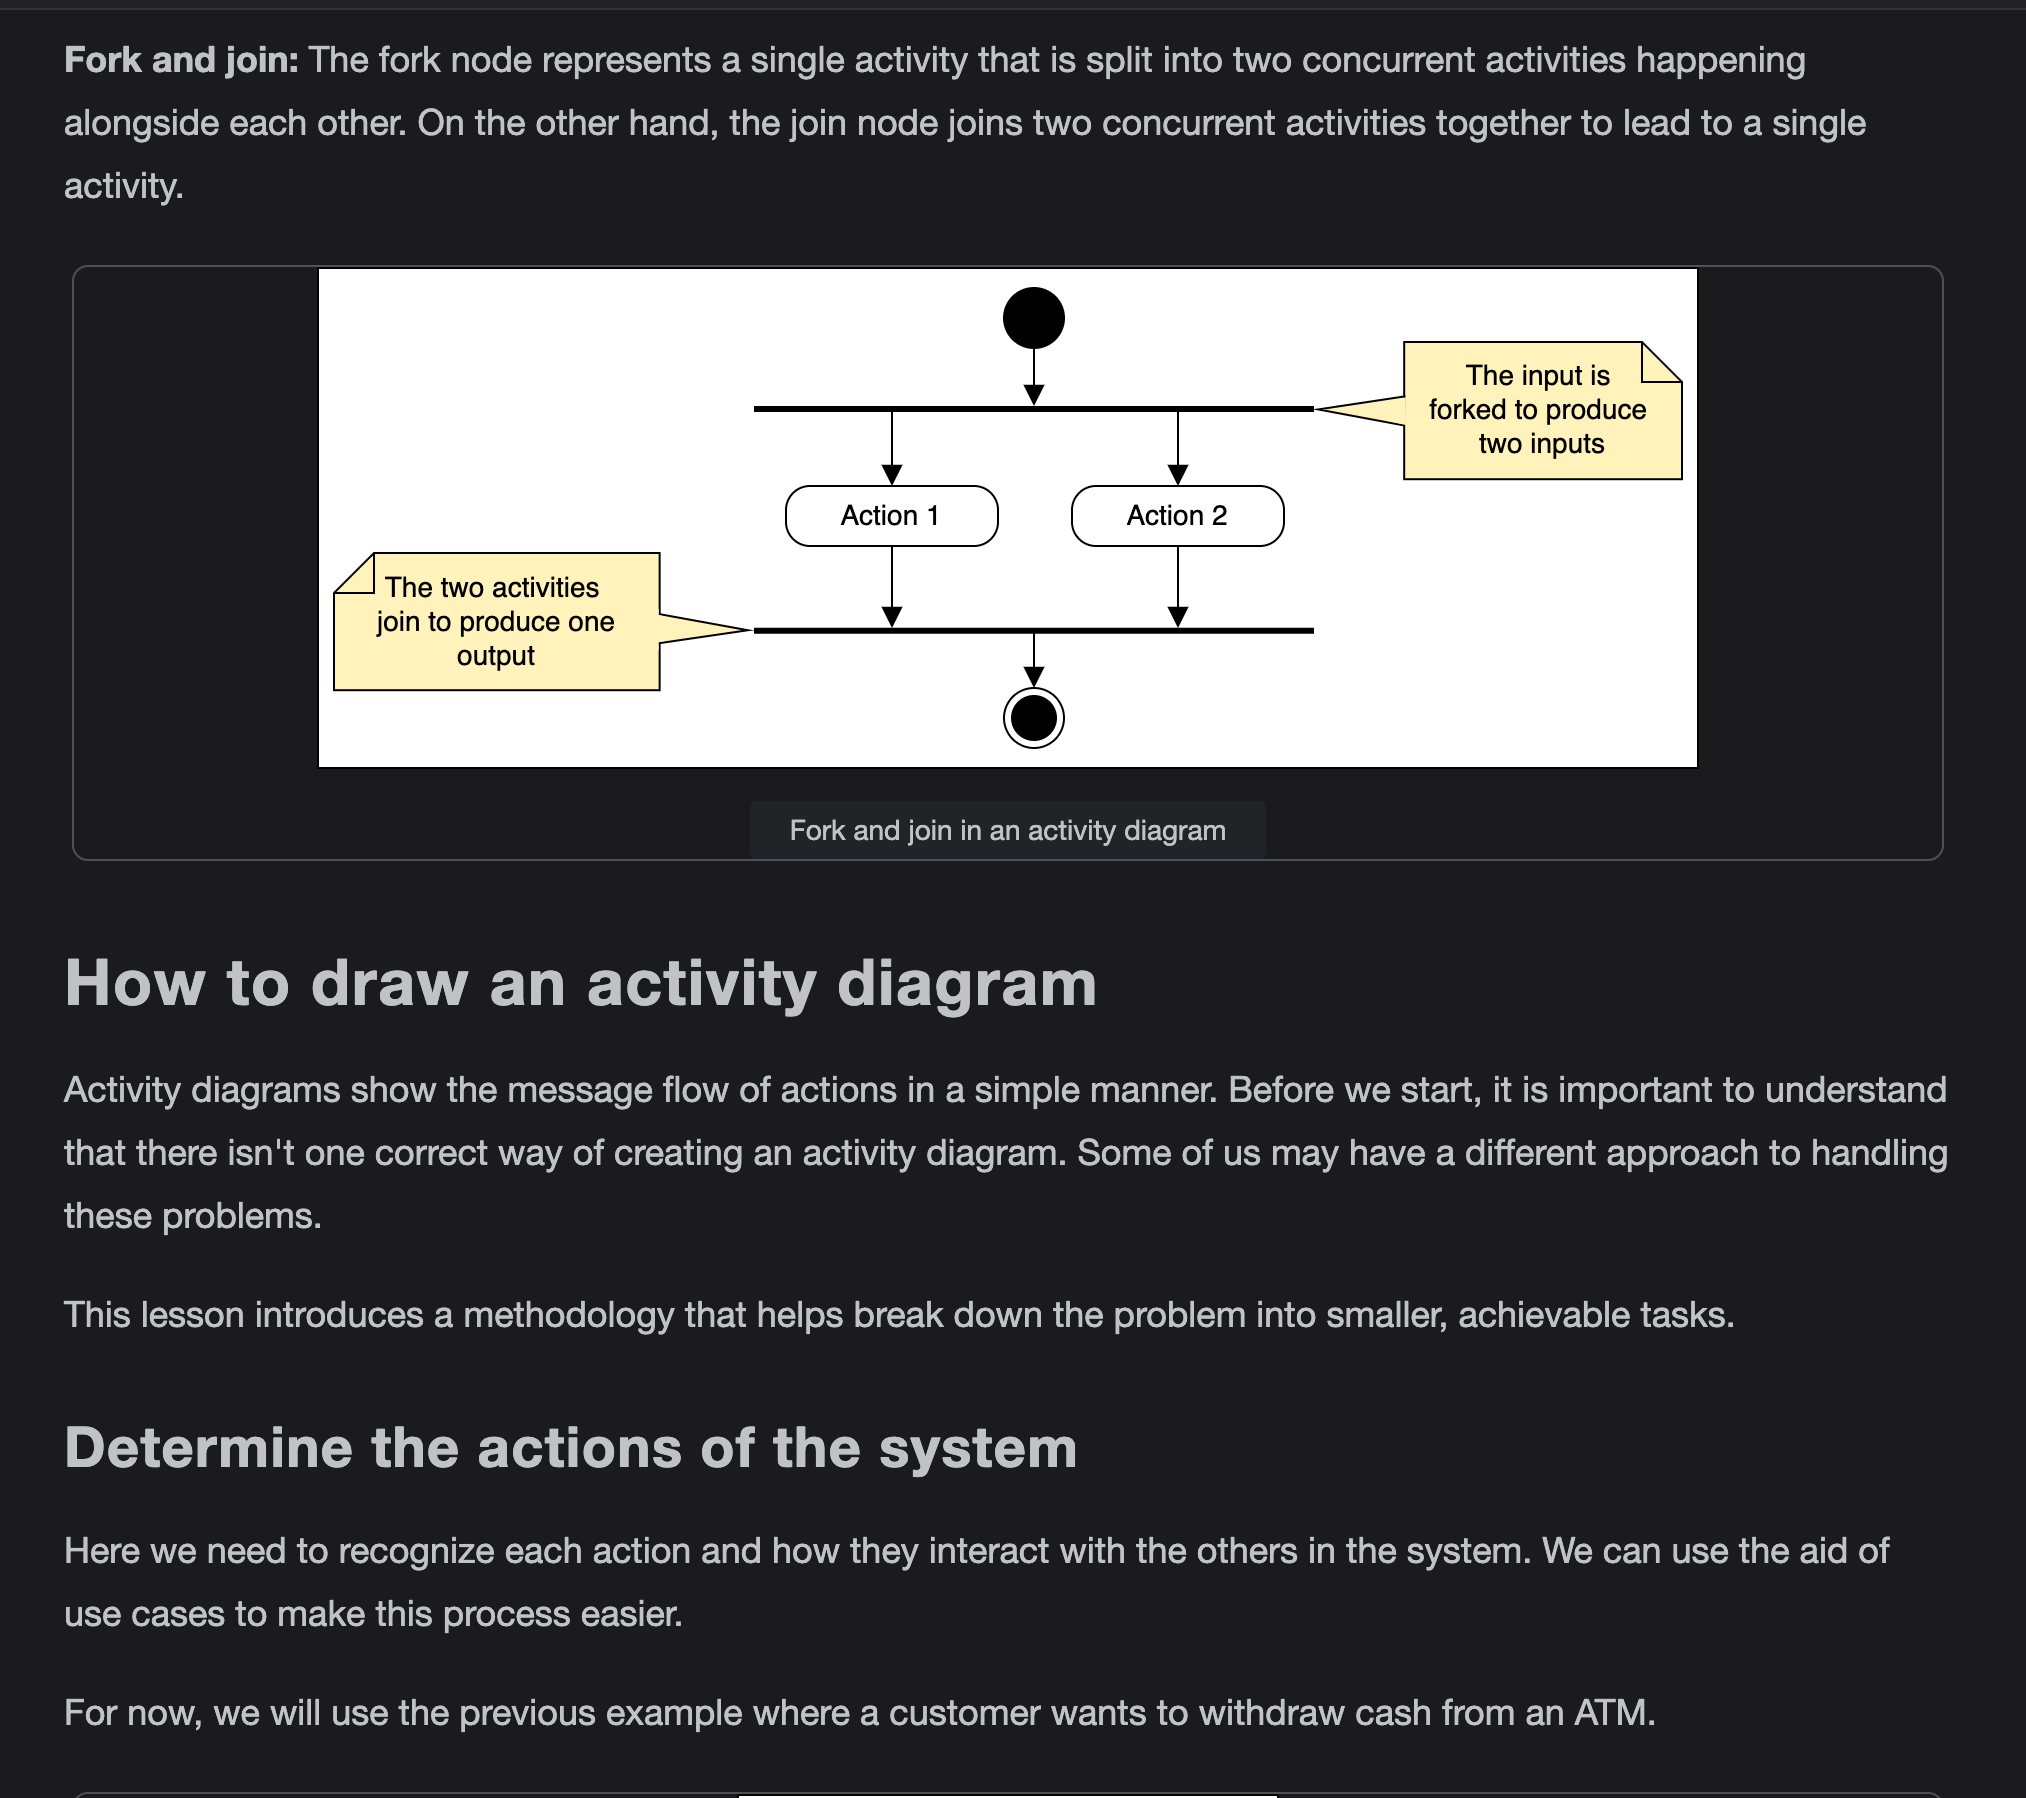 Fork and join: The fork node represents a single activity that is split into two concurrent activities happening
alongside each other. On the other hand, the join node joins two concurrent activities together to lead to a single
activity.
The input is
forked to produce
two inputs
Action 1
Action 2
The two activities
join to produce one
output
Fork and join in an activity diagram
How to draw an activity diagram
Activity diagrams show the message flow of actions in a simple manner. Before we start, it is important to understand
that there isn't one correct way of creating an activity diagram. Some of us may have a different approach to handling
these problems.
This lesson introduces a methodology that helps break down the problem into smaller, achievable tasks.
Determine the actions of the system
Here we need to recognize each action and how they interact with the others in the system. We can use the aid of
use cases to make this process easier.
For now, we will use the previous example where a customer wants to withdraw cash from an ATM.